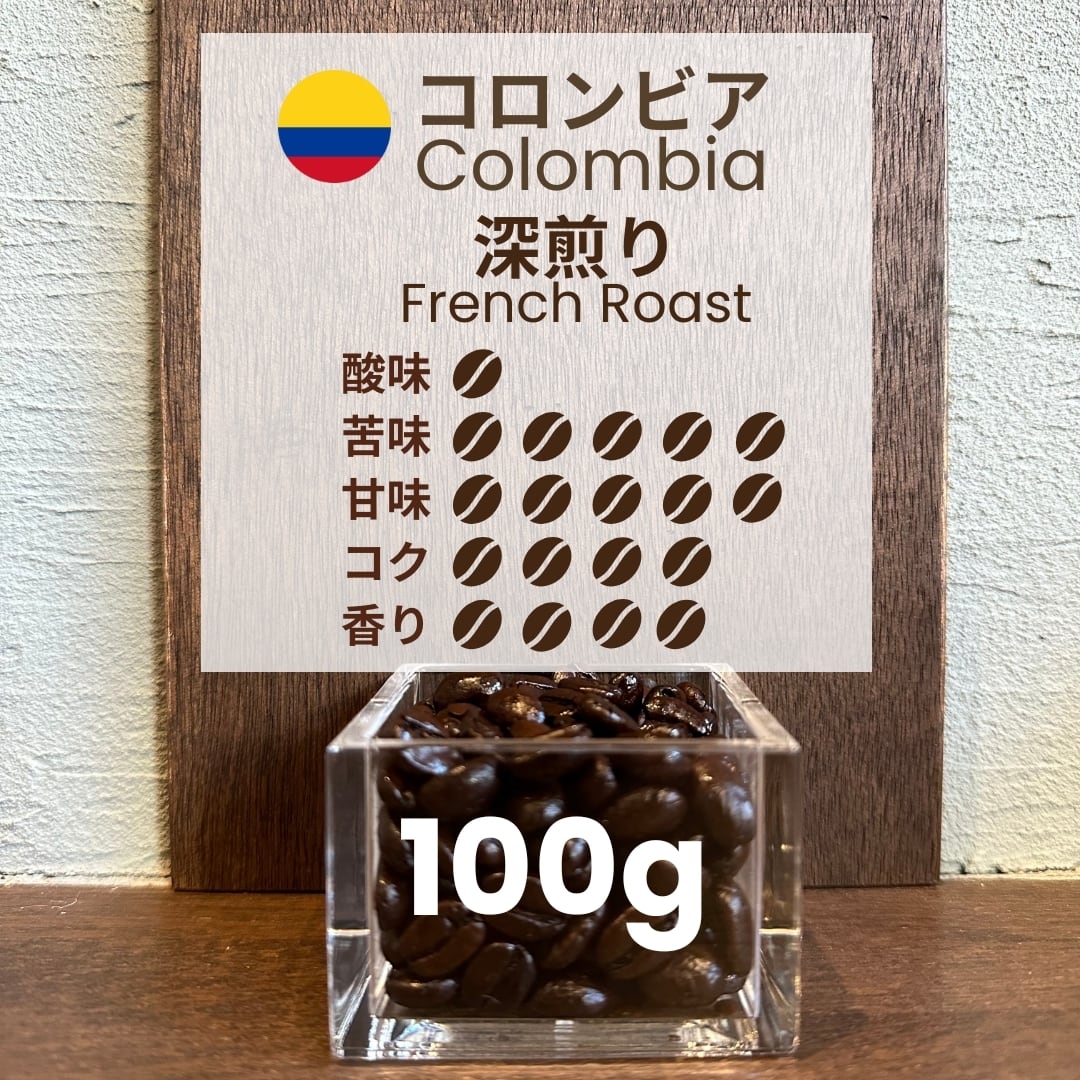 コロンビア
Colombia
深煎り
French Roast
酸味
苦味
甘味
コク
香り
100g